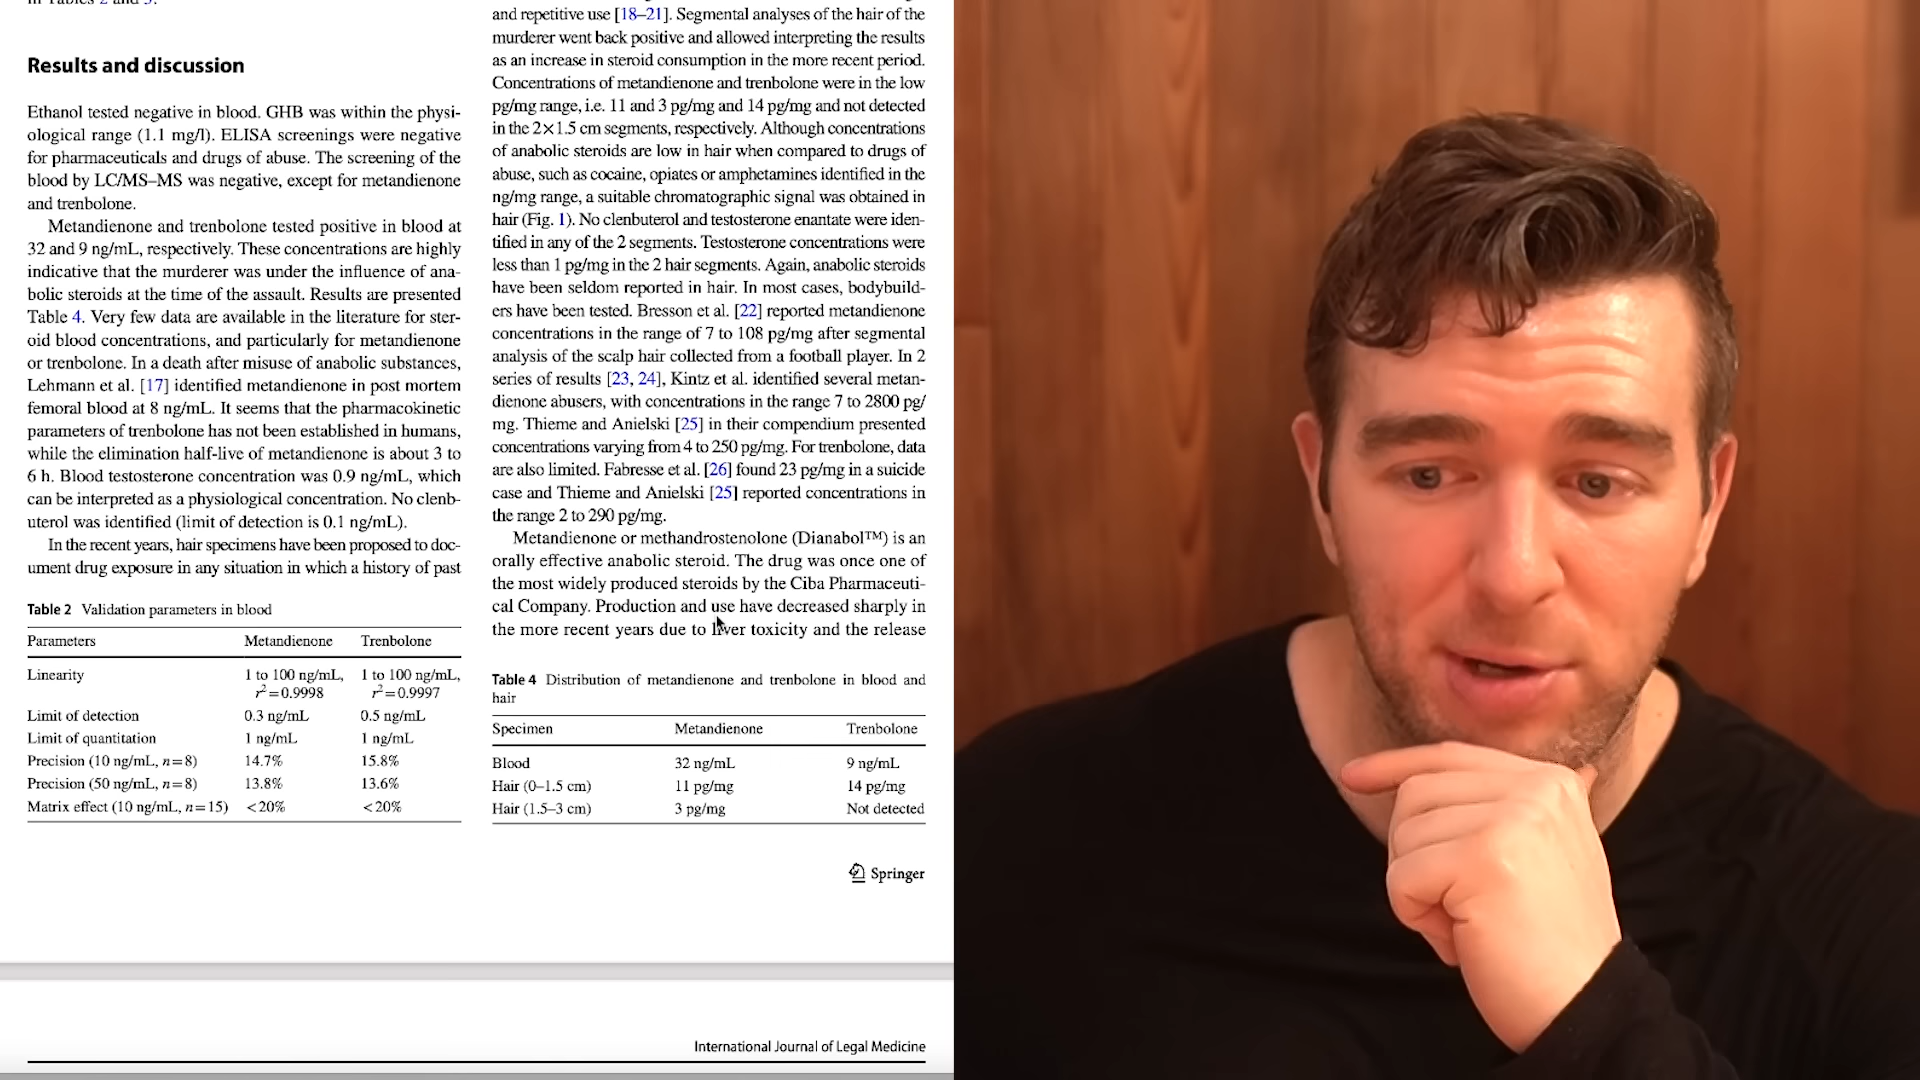 in Tables 2 and 3.
Results and discussion
Ethanol tested negative in blood. GHB was within the physi-
ological range (1.1 mg/l). ELISA screenings were negative
for pharmaceuticals and drugs of abuse. The screening of the
blood by LC/MS–MS was negative, except for metandienone
and trenbolone.
Metandienone and trenbolone tested positive in blood at
32 and 9 ng/mL, respectively. These concentrations are highly
indicative that the murderer was under the influence of ana-
bolic steroids at the time of the assault. Results are presented
Table 4. Very few data are available in the literature for ster-
oid blood concentrations, and particularly for metandienone
or trenbolone. In a death after misuse of anabolic substances,
Lehmann et al. [17] identified metandienone in post mortem
femoral blood at 8 ng/mL. It seems that the pharmacokinetic
parameters of trenbolone has not been established in humans,
while the elimination half-live of metandienone is about 3 to
6 h. Blood testosterone concentration was 0.9 ng/mL, which
can be interpreted as a physiological concentration. No clenb-
uterol was identified (limit of detection is 0.1 ng/mL).
In the recent years, hair specimens have been proposed to doc-
ument drug exposure in any situation in which a history of past
Table 2 Validation parameters in blood
Parameters Metandienone Trenbolone
Linearity 1 to 100 ng/mL, 1 to 100 ng/mL,
r²=0.9998 r²=0.9997
Limit of detection 0.3 ng/mL 0.5 ng/mL
Limit of quantitation 1 ng/mL 1 ng/mL
Precision (10 ng/mL, n=8) 14.7% 15.8%
Precision (50 ng/mL, n=8) 13.8% 13.6%
Matrix effect (10 ng/mL, n=15) <20% <20%
and repetitive use [18–21]. Segmental analyses of the hair of the
murderer went back positive and allowed interpreting the results
as an increase in steroid consumption in the more recent period.
Concentrations of metandienone and trenbolone were in the low
pg/mg range, i.e. 11 and 3 pg/mg and 14 pg/mg and not detected
in the 2×1.5 cm segments, respectively. Although concentrations
of anabolic steroids are low in hair when compared to drugs of
abuse, such as cocaine, opiates or amphetamines identified in the
ng/mg range, a suitable chromatographic signal was obtained in
hair (Fig. 1). No clenbuterol and testosterone enantate were iden-
tified in any of the 2 segments. Testosterone concentrations were
less than 1 pg/mg in the 2 hair segments. Again, anabolic steroids
have been seldom reported in hair. In most cases, bodybuild-
ers have been tested. Bresson et al. [22] reported metandienone
concentrations in the range of 7 to 108 pg/mg after segmental
analysis of the scalp hair collected from a football player. In 2
series of results [23, 24], Kintz et al. identified several metan-
dienone abusers, with concentrations in the range 7 to 2800 pg/
mg. Thieme and Anielski [25] in their compendium presented
concentrations varying from 4 to 250 pg/mg. For trenbolone, data
are also limited. Fabresse et al. [26] found 23 pg/mg in a suicide
case and Thieme and Anielski [25] reported concentrations in
the range 2 to 290 pg/mg.
Metandienone or methandrostenolone (Dianabol™) is an
orally effective anabolic steroid. The drug was once one of
the most widely produced steroids by the Ciba Pharmaceuti-
cal Company. Production and use have decreased sharply in
the more recent years due to liver toxicity and the release
Table 4 Distribution of metandienone and trenbolone in blood and
hair
Specimen Metandienone Trenbolone
Blood 32 ng/mL 9 ng/mL
Hair (0–1.5 cm) 11 pg/mg 14 pg/mg
Hair (1.5–3 cm) 3 pg/mg Not detected
Springer
International Journal of Legal Medicine